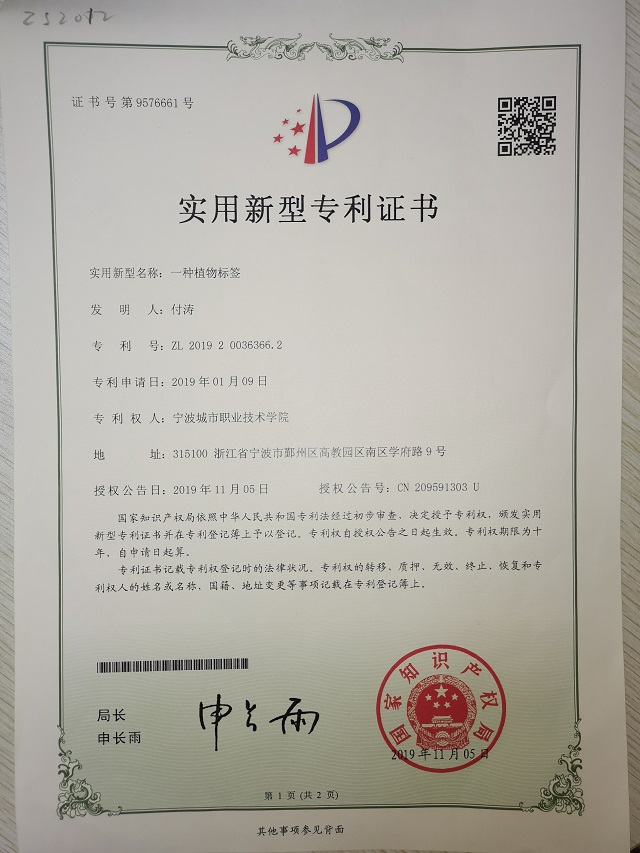 ZS2012
证书号第9576661号
实用新型专利证书
实用新型名称：一种植物标签
发明人：付涛
专利号：ZL 2019 2 0036366.2
专利申请日：2019年01月09日
专利权人：宁波城市职业技术学院
地址：315100 浙江省宁波市鄞州区高教园区南区学府路9号
授权公告日：2019年11月05日 授权公告号：CN 209591303 U
国家知识产权局依照中华人民共和国专利法经过初步审查，决定授予专利权，颁发实用
新型专利证书并在专利登记簿上予以登记。专利权自授权公告之日起生效。专利权期限为十
年，自申请日起算。
专利证书记载专利权登记时的法律状况。专利权的转移、质押、无效、终止、恢复和专
利权人的姓名或名称、国籍、地址变更等事项记载在专利登记簿上。
局长
申长雨
申长雨
国家知识产权局
2019年11月05日
第1页(共2页)
其他事项参见背面